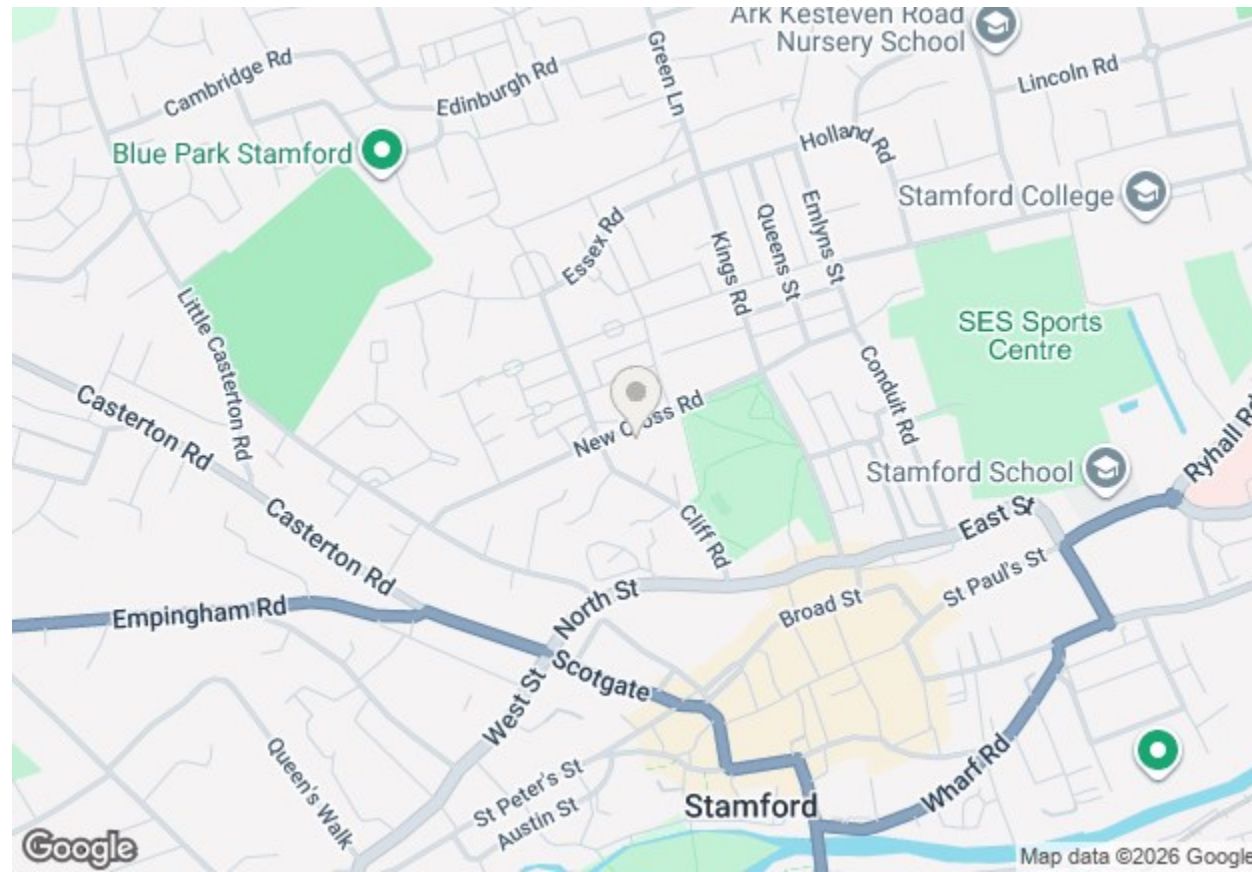 Ark Kesteven Road
Nursery School
Green Ln
Lincoln Rd
Cambridge Rd
Edinburgh Rd
Holland Rd
Blue Park Stamford
Stamford College
Emlyns St
Queens St
Essex Rd
Kings Rd
Little Casterton Rd
SES Sports
Centre
Conduit Rd
Casterton Rd
New Cross Rd
Ryhall Rd
Stamford School
Cliff Rd
East St
Casterton Rd
St Paul's St
Empingham Rd
North St
Broad St
Scotgate
West St
Queen's Walk
Wharf Rd
St Peter's St
Austin St
Stamford
Google
Map data ©2026 Google